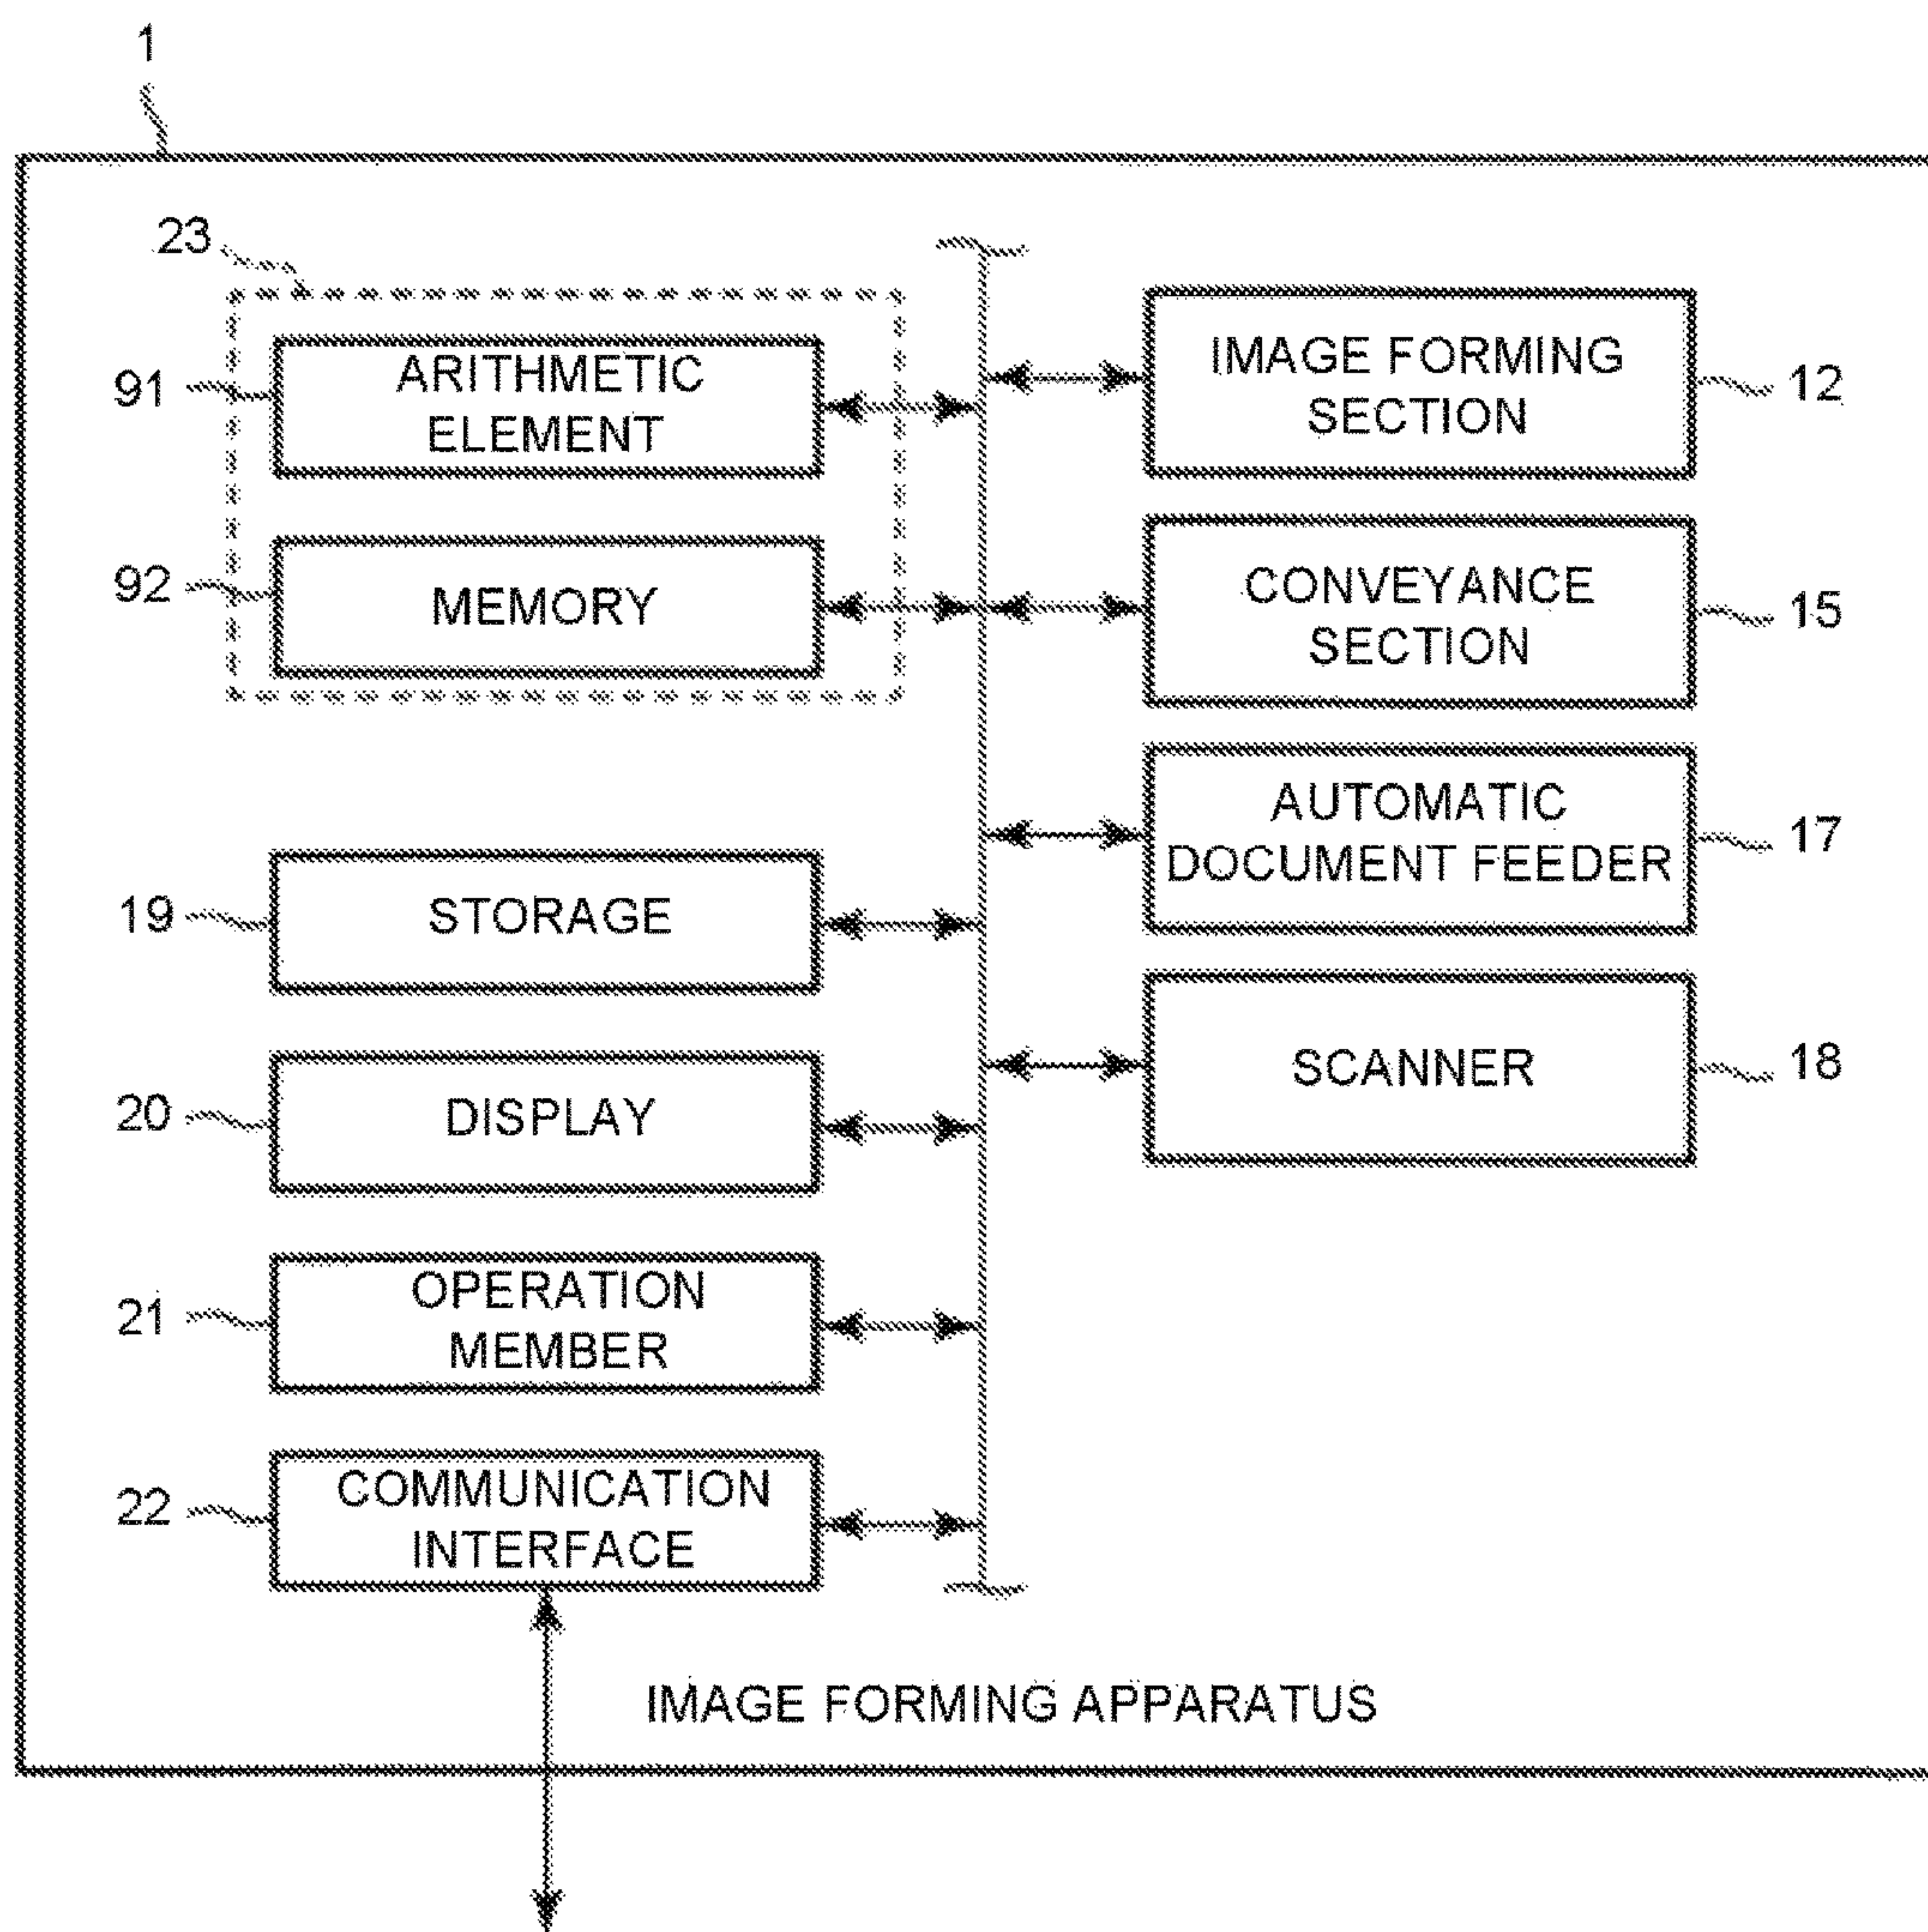 1
23
91
ARITHMETIC
ELEMENT
92
MEMORY
19
STORAGE
20
DISPLAY
21
OPERATION
MEMBER
22
COMMUNICATION
INTERFACE
IMAGE FORMING
SECTION
12
CONVEYANCE
SECTION
15
AUTOMATIC
DOCUMENT FEEDER
17
SCANNER
18
IMAGE FORMING APPARATUS